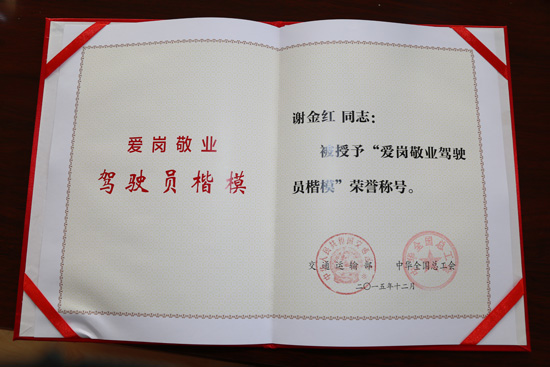 爱岗敬业
驾驶员楷模
谢金红 同志：
被授予“爱岗敬业驾驶
员楷模”荣誉称号。
交通运输部 中华全国总工会
二〇一五年十二月